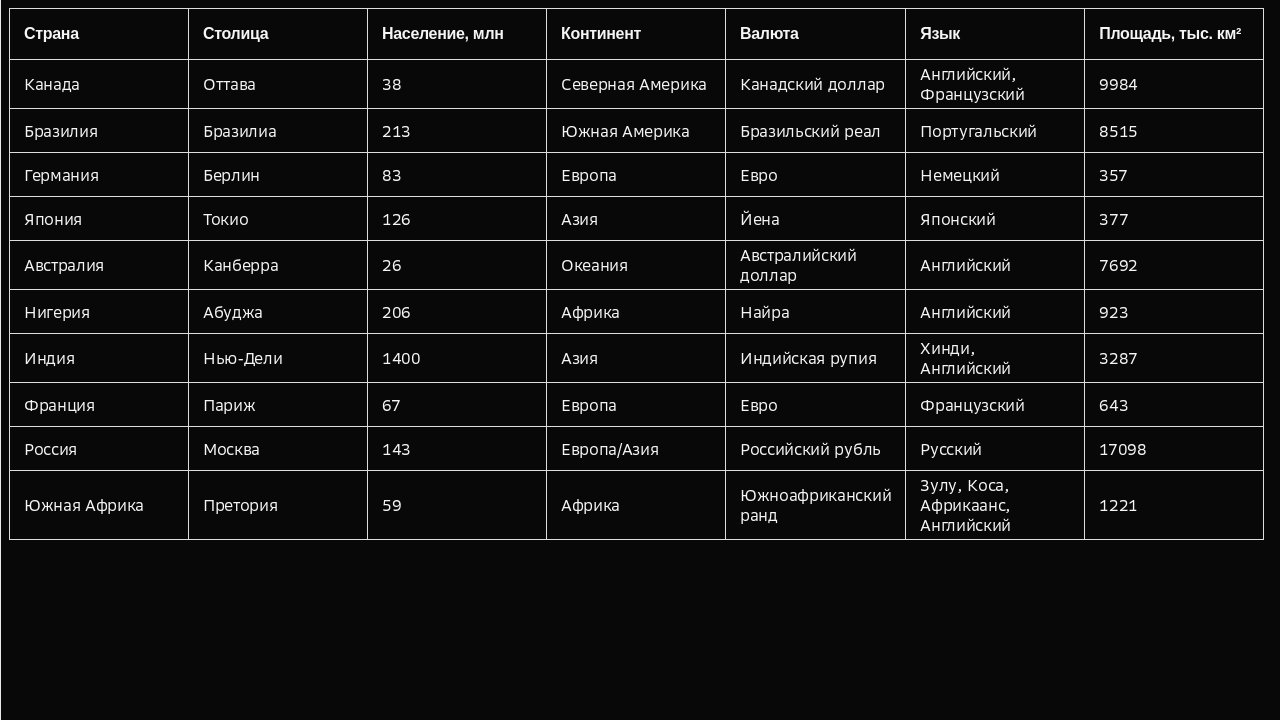 Страна Столица Население, млн Континент Валюта Язык Площадь, тыс. км²
Канада Оттава 38 Северная Америка Канадский доллар Английский, Французский 9984
Бразилия Бразилиа 213 Южная Америка Бразильский реал Португальский 8515
Германия Берлин 83 Европа Евро Немецкий 357
Япония Токио 126 Азия Йена Японский 377
Австралия Канберра 26 Океания Австралийский доллар Английский 7692
Нигерия Абуджа 206 Африка Найра Английский 923
Индия Нью-Дели 1400 Азия Индийская рупия Хинди, Английский 3287
Франция Париж 67 Европа Евро Французский 643
Россия Москва 143 Европа/Азия Российский рубль Русский 17098
Южная Африка Претория 59 Африка Южноафриканский ранд Зулу, Коса, Африкаанс, Английский 1221